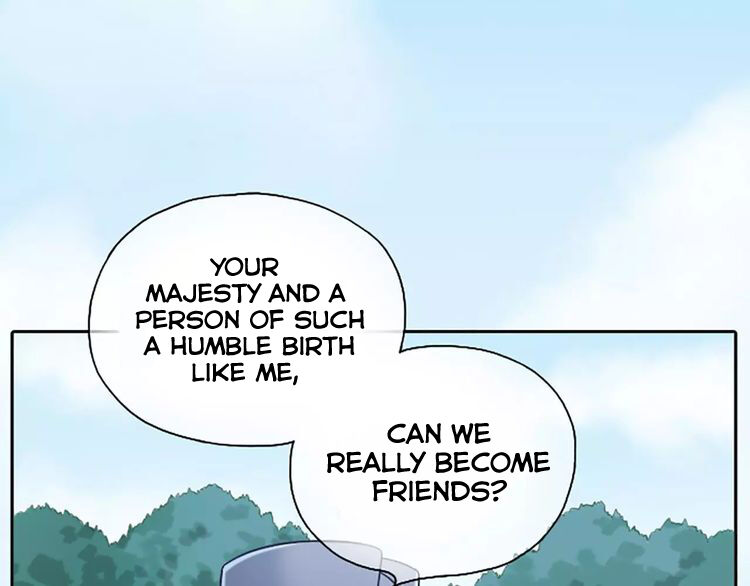 YOUR
MAJESTY AND A
PERSON OF SUCH
A HUMBLE BIRTH
LIKE ME,
CAN WE
REALLY BECOME
FRIENDS?